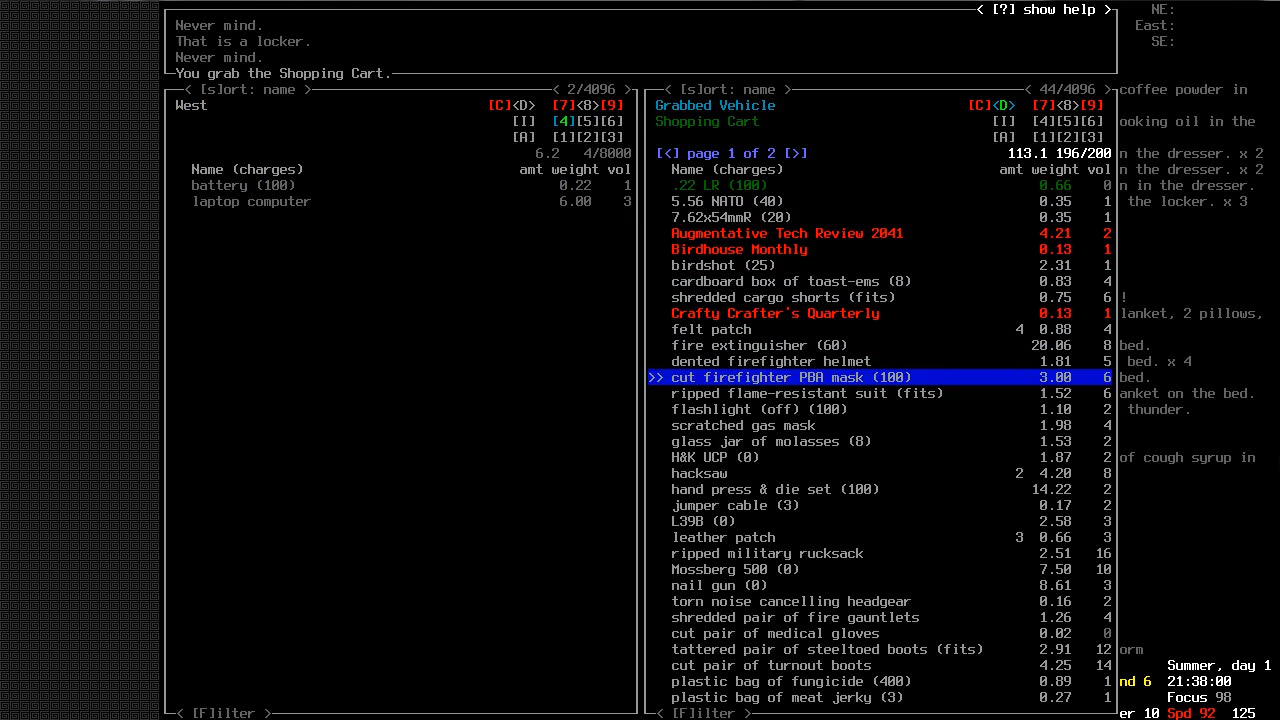 < [?] show help >
NE:
Never mind.
East:
That is a locker.
SE:
Never mind.
You grab the Shopping Cart.
< [s]ort: name >
< 2/4096 >
West
[C]<D> [7]<8>[9]
[I] [4][5][6]
[A] [1][2][3]
6.2 4/8000
Name (charges) amt weight vol
battery (100) 0.22 1
laptop computer 6.00 3
< [F]ilter >
< [s]ort: name >
< 44/4096 >
Grabbed Vehicle
[C]<D> [7]<8>[9]
Shopping Cart
[I] [4][5][6]
[A] [1][2][3]
[<] page 1 of 2 [>]
113.1 196/200
Name (charges) amt weight vol
.22 LR (100) 0.66 0
5.56 NATO (40) 0.35 1
7.62x54mmR (20) 0.35 1
Augmentative Tech Review 2041 4.21 2
Birdhouse Monthly 0.13 1
birdshot (25) 2.31 1
cardboard box of toast-ems (8) 0.83 4
shredded cargo shorts (fits) 0.75 6
Crafty Crafter's Quarterly 0.13 1
felt patch 4 0.88 4
fire extinguisher (60) 20.06 8
dented firefighter helmet 1.81 5
>> cut firefighter PBA mask (100) 3.00 6
ripped flame-resistant suit (fits) 1.52 6
flashlight (off) (100) 1.10 2
scratched gas mask 1.98 4
glass jar of molasses (8) 1.53 2
H&K UCP (0) 1.87 2
hacksaw 2 4.20 8
hand press & die set (100) 14.22 2
jumper cable (3) 0.17 2
L39B (0) 2.58 3
leather patch 3 0.66 3
ripped military rucksack 2.51 16
Mossberg 500 (0) 7.50 10
nail gun (0) 8.61 3
torn noise cancelling headgear 0.16 2
shredded pair of fire gauntlets 1.26 4
cut pair of medical gloves 0.02 0
tattered pair of steeltoed boots (fits) 2.91 12
cut pair of turnout boots 4.25 14
plastic bag of fungicide (400) 0.89 1
plastic bag of meat jerky (3) 0.27 1
< [F]ilter >
coffee powder in
ooking oil in the
n the dresser. x 2
n the dresser. x 2
n in the dresser.
the locker. x 3
!
lanket, 2 pillows,
bed.
bed. x 4
bed.
anket on the bed.
thunder.
of cough syrup in
orm
Summer, day 1
nd 6 21:38:00
Focus 98
er 10 Spd 92 125